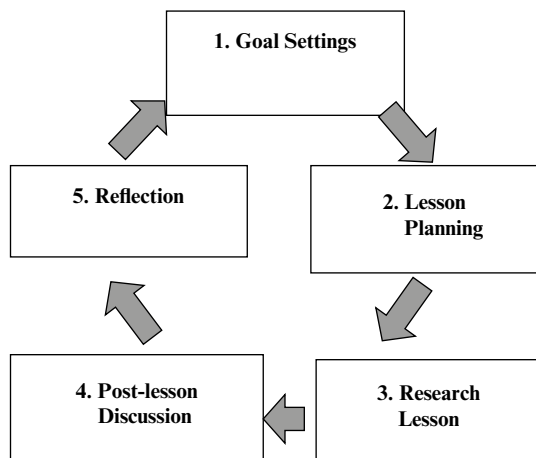 1. Goal Settings
2. Lesson
Planning
3. Research
Lesson
4. Post-lesson
Discussion
5. Reflection